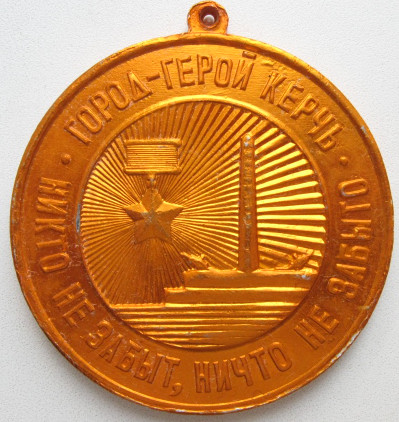 ГОРОД-ГЕРОЙ КЕРЧЬ
НИКТО НЕ ЗАБЫТ, НИЧТО НЕ ЗАБЫТО